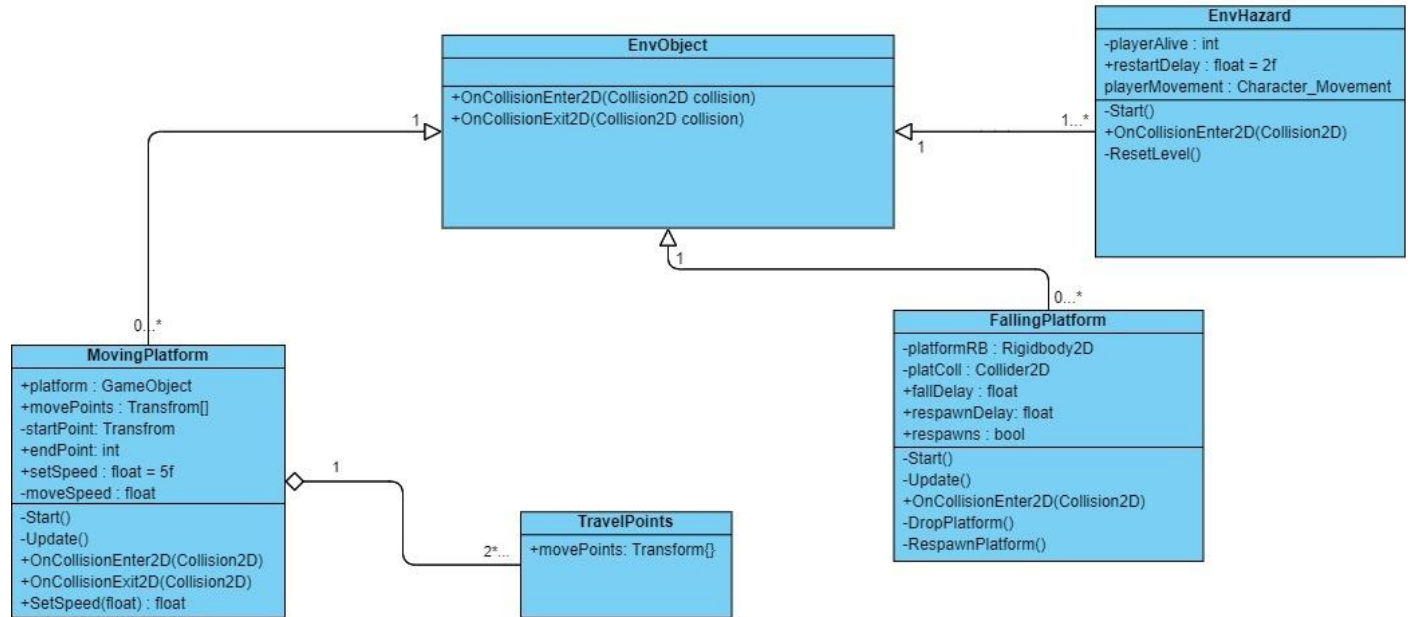 EnvObject
+OnCollisionEnter2D(Collision2D collision)
+OnCollisionExit2D(Collision2D collision)
EnvHazard
-playerAlive : int
+restartDelay : float = 2f
playerMovement : Character_Movement
-Start()
+OnCollisionEnter2D(Collision2D)
-ResetLevel()
1
1
1...*
1
0...*
0...*
MovingPlatform
+platform : GameObject
+movePoints : Transfrom[]
-startPoint: Transfrom
+endPoint: int
+setSpeed : float = 5f
-moveSpeed : float
-Start()
-Update()
+OnCollisionEnter2D(Collision2D)
+OnCollisionExit2D(Collision2D)
+SetSpeed(float) : float
FallingPlatform
-platformRB : Rigidbody2D
-platColl : Collider2D
+fallDelay : float
+respawnDelay: float
+respawns : bool
-Start()
-Update()
+OnCollisionEnter2D(Collision2D)
-DropPlatform()
-RespawnPlatform()
1
2*...
TravelPoints
+movePoints: Transform{}